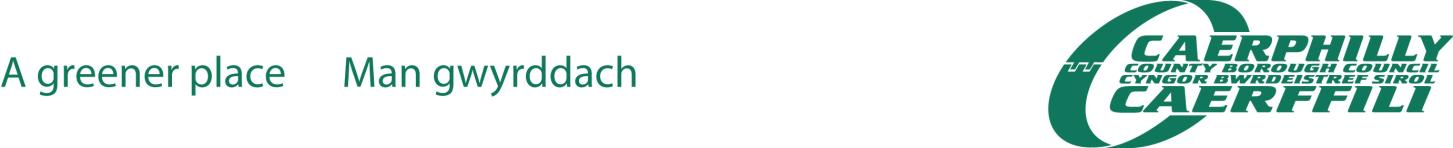 A greener place Man gwyrddach
CAERPHILLY
COUNTY BOROUGH COUNCIL
CYNGOR BWRDEISTREF SIROL
CAERFFILI